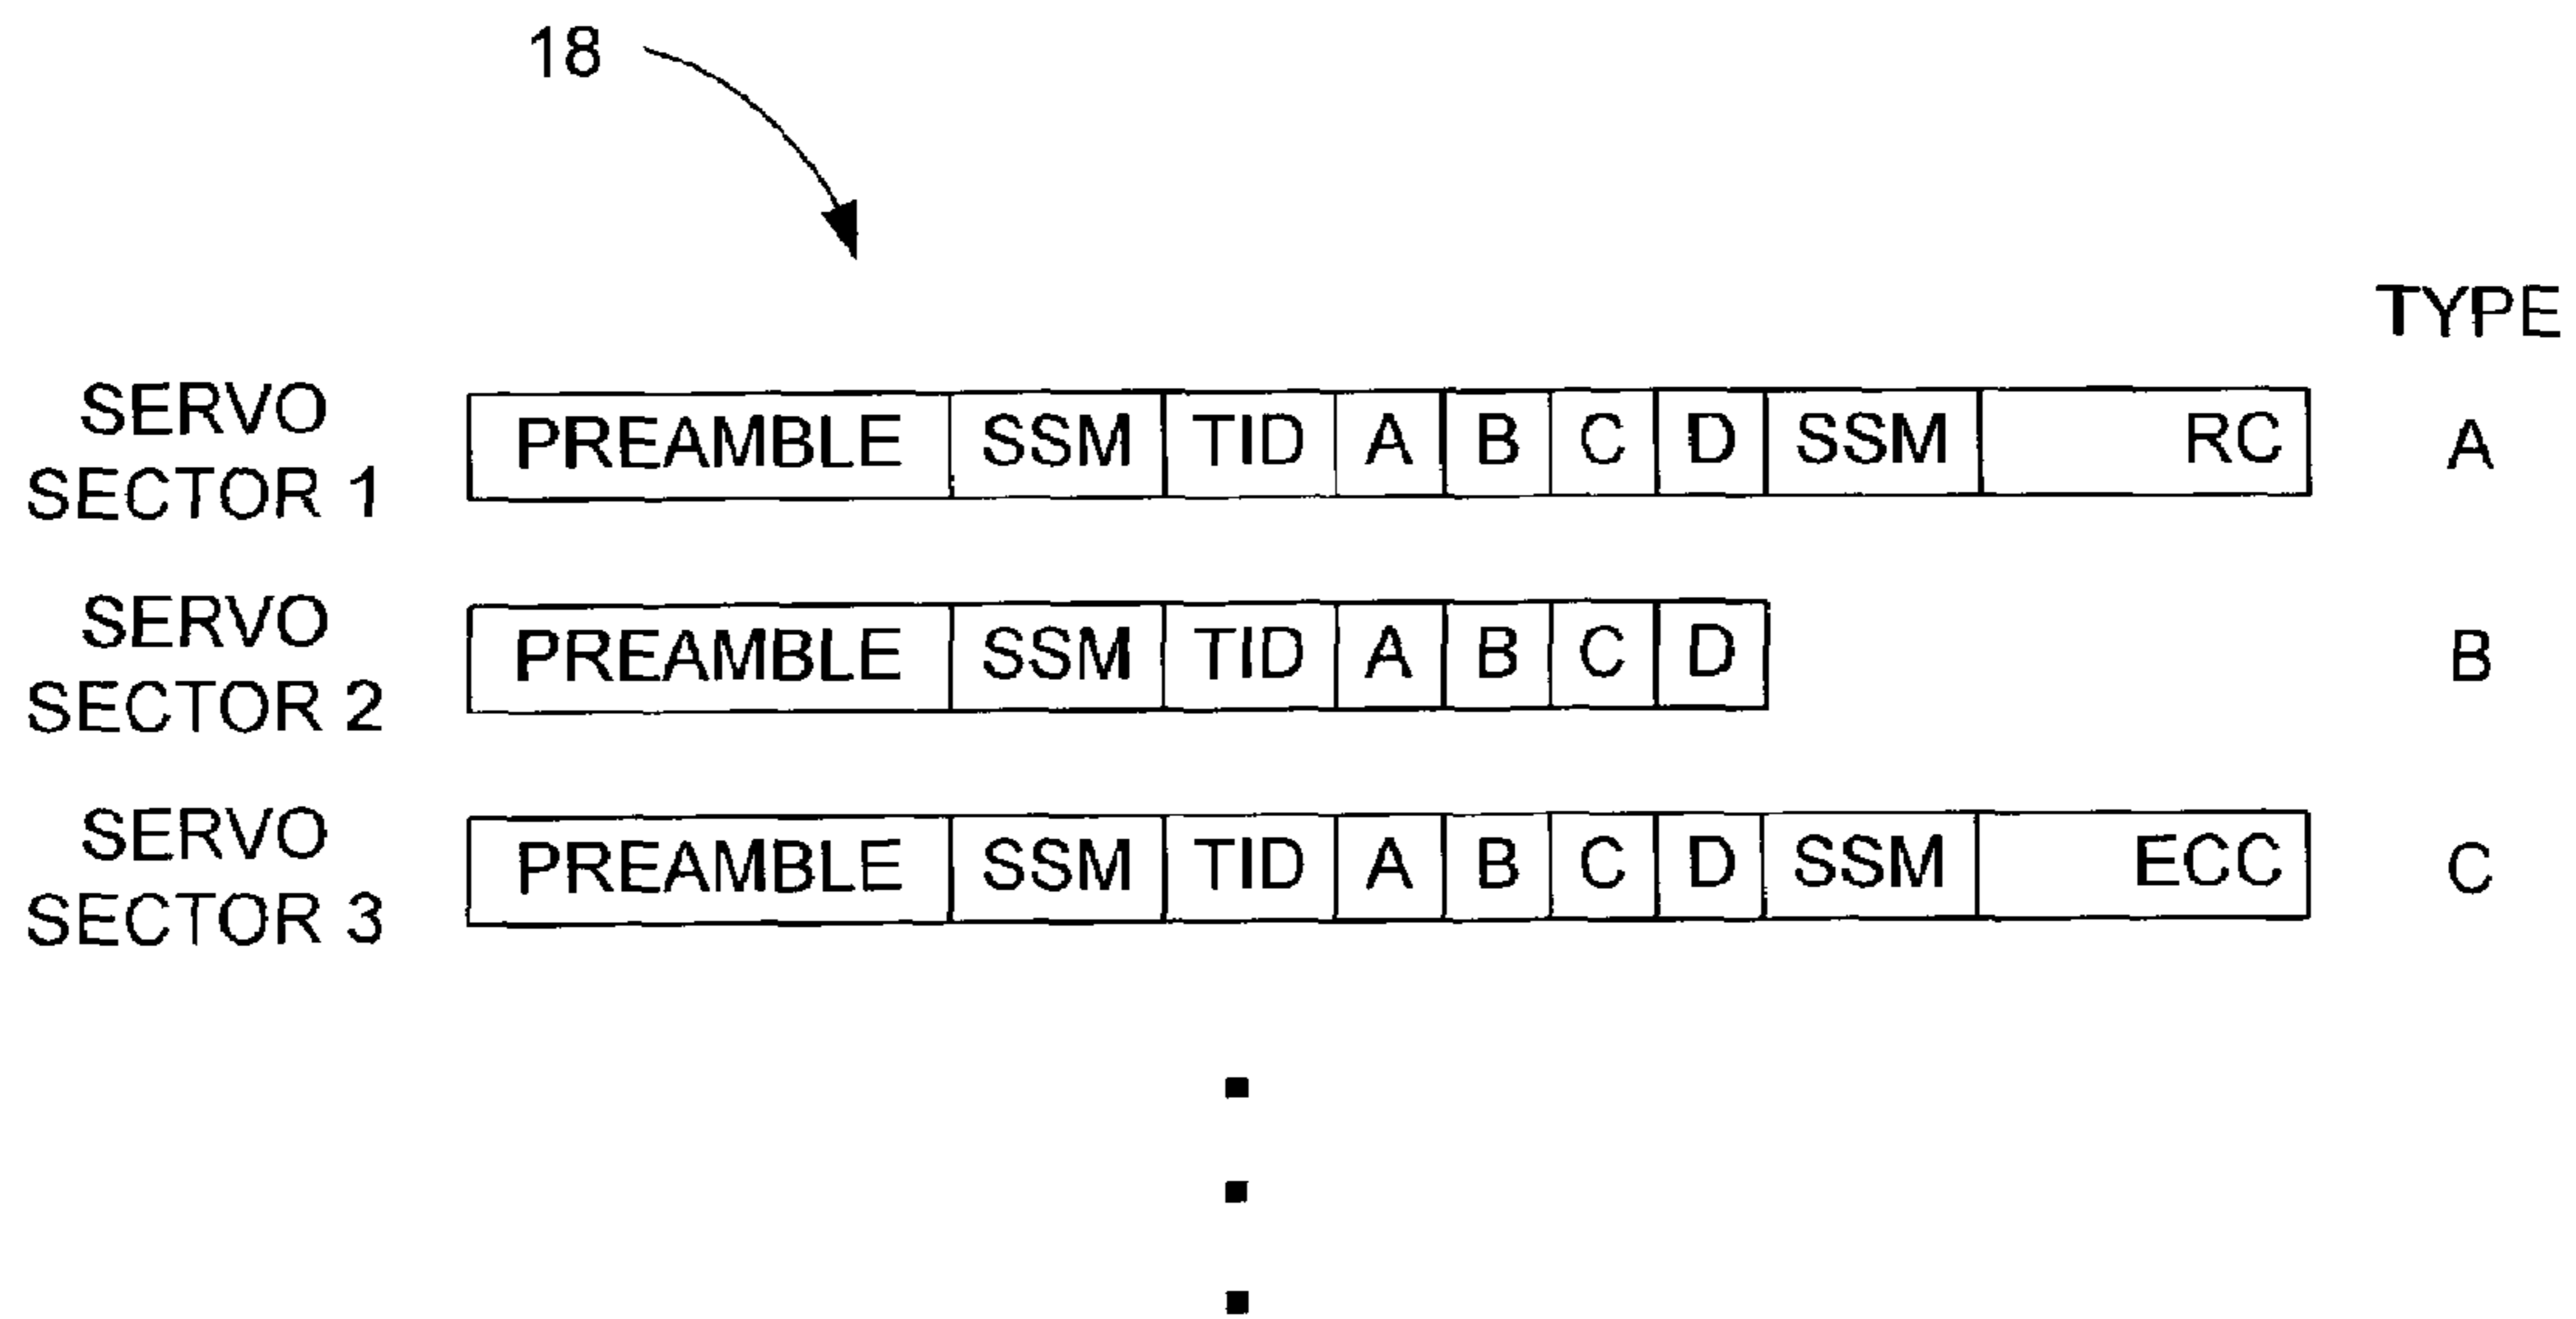 18
TYPE
SERVO
SECTOR 1
PREAMBLE SSM TID A B C D SSM RC
A
SERVO
SECTOR 2
PREAMBLE SSM TID A B C D
B
SERVO
SECTOR 3
PREAMBLE SSM TID A B C D SSM ECC
C